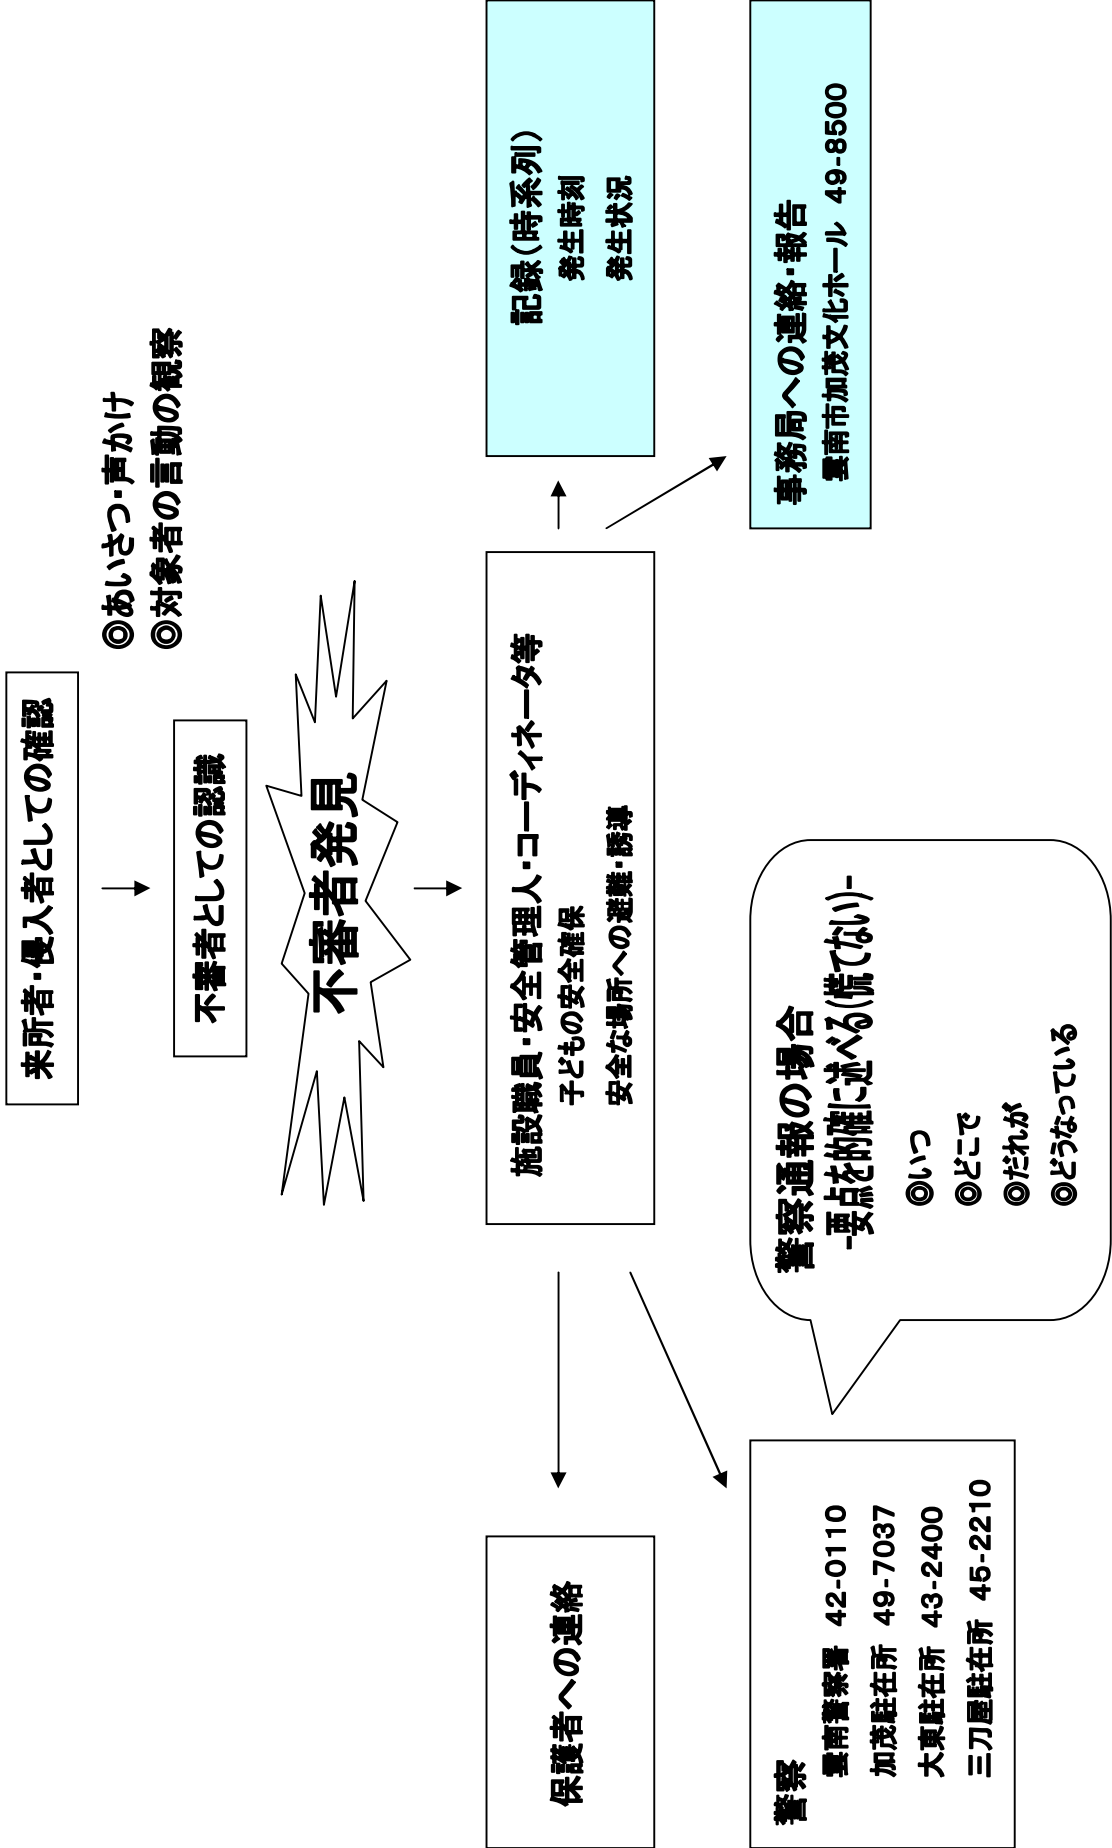 来所者・侵入者としての確認
◎あいさつ・声かけ
◎対象者の言動の観察
不審者としての認識
不審者発見
施設職員・安全管理人・コーディネータ等
子どもの安全確保
安全な場所への避難・誘導
保護者への連絡
記録(時系列)
発生時刻
発生状況
警察
雲南警察署 42-0110
加茂駐在所 49-7037
大東駐在所 43-2400
三刀屋駐在所 45-2210
警察通報の場合
-要点を的確に述べる(慌てない)-
◎いつ
◎どこで
◎だれが
◎どうなっている
事務局への連絡・報告
雲南市加茂文化ホール 49-8500